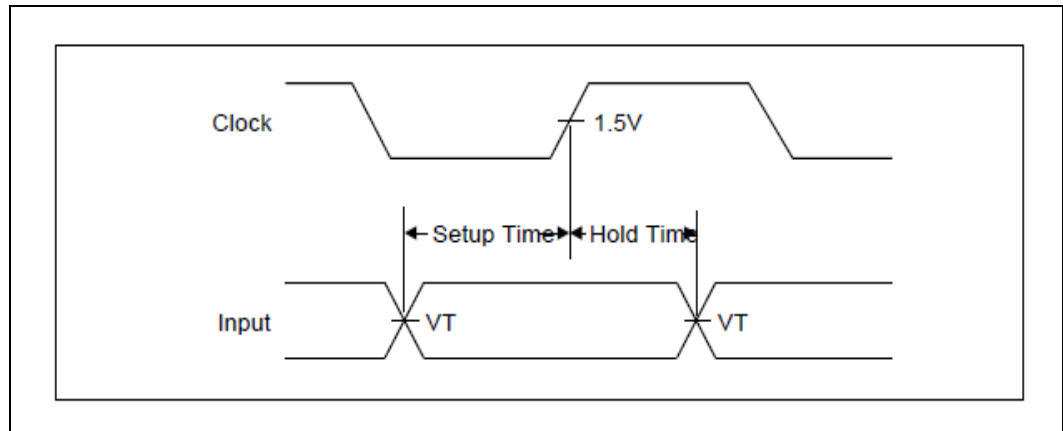 Clock
1.5V
Setup Time
Hold Time
Input
VT
VT